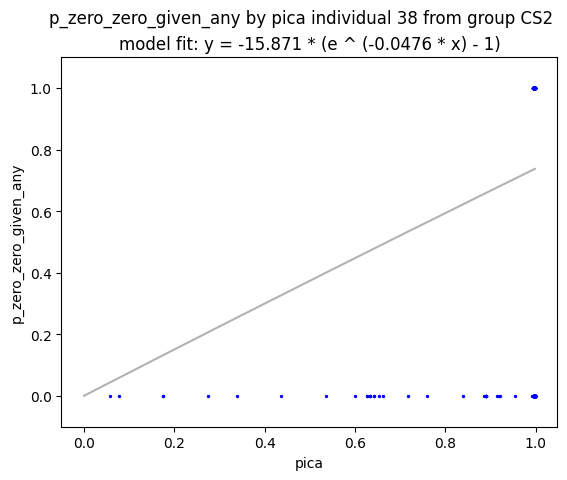 p_zero_zero_given_any by pica individual 38 from group CS2
model fit: y = -15.871 * (e ^ (-0.0476 * x) - 1)
1.0
0.8
0.6
0.4
0.2
0.0
p_zero_zero_given_any
0.0 0.2 0.4 0.6 0.8 1.0
pica